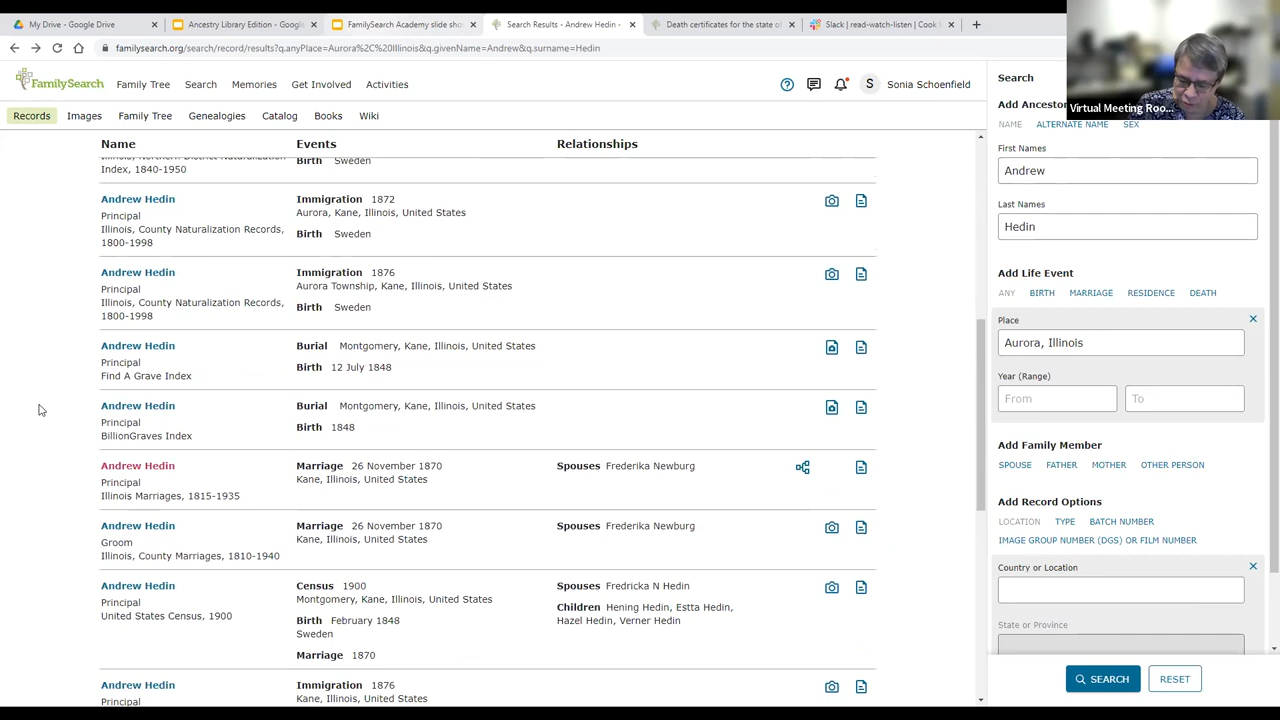 My Drive - Google Drive
Ancestry Library Edition - Google
FamilySearch Academy slide sho
Search Results - Andrew Hedin -
Death certificates for the state of
Slack | read-watch-listen | Cook M
familysearch.org/search/record/results?q.anyPlace=Aurora%2C%20Illinois&q.givenName=Andrew&q.surname=Hedin
FamilySearch
Family Tree
Search
Memories
Get Involved
Activities
S
Sonia Schoenfield
Records
Images
Family Tree
Genealogies
Catalog
Books
Wiki
Name
Events
Relationships
Illinois, Northern District Naturalization
Index, 1840-1950
Birth Sweden
Andrew Hedin
Principal
Illinois, County Naturalization Records,
1800-1998
Immigration 1872
Aurora, Kane, Illinois, United States
Birth Sweden
Andrew Hedin
Principal
Illinois, County Naturalization Records,
1800-1998
Immigration 1876
Aurora Township, Kane, Illinois, United States
Birth Sweden
Andrew Hedin
Principal
Find A Grave Index
Burial Montgomery, Kane, Illinois, United States
Birth 12 July 1848
Andrew Hedin
Principal
BillionGraves Index
Burial Montgomery, Kane, Illinois, United States
Birth 1848
Andrew Hedin
Principal
Illinois Marriages, 1815-1935
Marriage 26 November 1870
Kane, Illinois, United States
Spouses Frederika Newburg
Andrew Hedin
Groom
Illinois, County Marriages, 1810-1940
Marriage 26 November 1870
Kane, Illinois, United States
Spouses Frederika Newburg
Andrew Hedin
Principal
United States Census, 1900
Census 1900
Montgomery, Kane, Illinois, United States
Birth February 1848
Sweden
Marriage 1870
Spouses Fredricka N Hedin
Children Hening Hedin, Estta Hedin,
Hazel Hedin, Verner Hedin
Andrew Hedin
Principal
Immigration 1876
Kane, Illinois, United States
Virtual Meeting Roo...
Search
Add Ancesto
NAME
ALTERNATE NAME
SEX
First Names
Andrew
Last Names
Hedin
Add Life Event
ANY
BIRTH
MARRIAGE
RESIDENCE
DEATH
Place
Aurora, Illinois
Year (Range)
From
To
Add Family Member
SPOUSE
FATHER
MOTHER
OTHER PERSON
Add Record Options
LOCATION
TYPE
BATCH NUMBER
IMAGE GROUP NUMBER (DGS) OR FILM NUMBER
Country or Location
State or Province
SEARCH
RESET